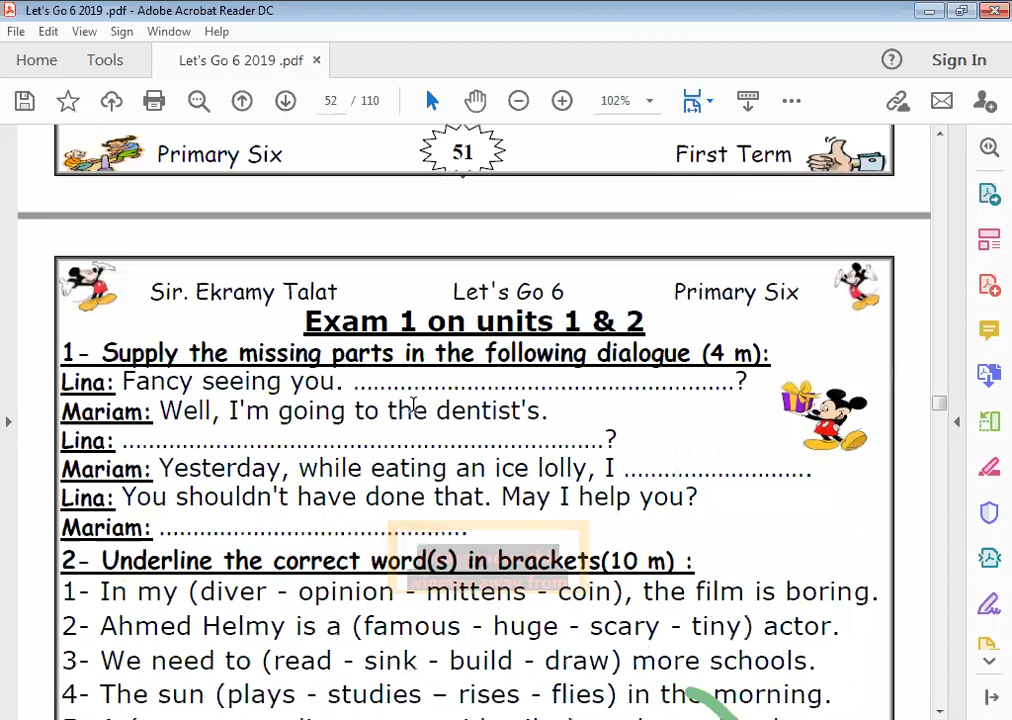 Let's Go 6 2019 .pdf - Adobe Acrobat Reader DC
File Edit View Sign Window Help
Home Tools Let's Go 6 2019 .pdf × Sign In
52 / 110 102%
Primary Six 51 First Term
Sir. Ekramy Talat Let's Go 6 Primary Six
Exam 1 on units 1 & 2
1- Supply the missing parts in the following dialogue (4 m):
Lina: Fancy seeing you. ........................................................?
Mariam: Well, I'm going to the dentist's.
Lina: ........................................................................?
Mariam: Yesterday, while eating an ice lolly, I ............................
Lina: You shouldn't have done that. May I help you?
Mariam: ..............................................
2- Underline the correct word(s) in brackets(10 m) :
away from
1- In my (diver - opinion - mittens - coin), the film is boring.
2- Ahmed Helmy is a (famous - huge - scary - tiny) actor.
3- We need to (read - sink - build - draw) more schools.
4- The sun (plays - studies – rises - flies) in the morning.